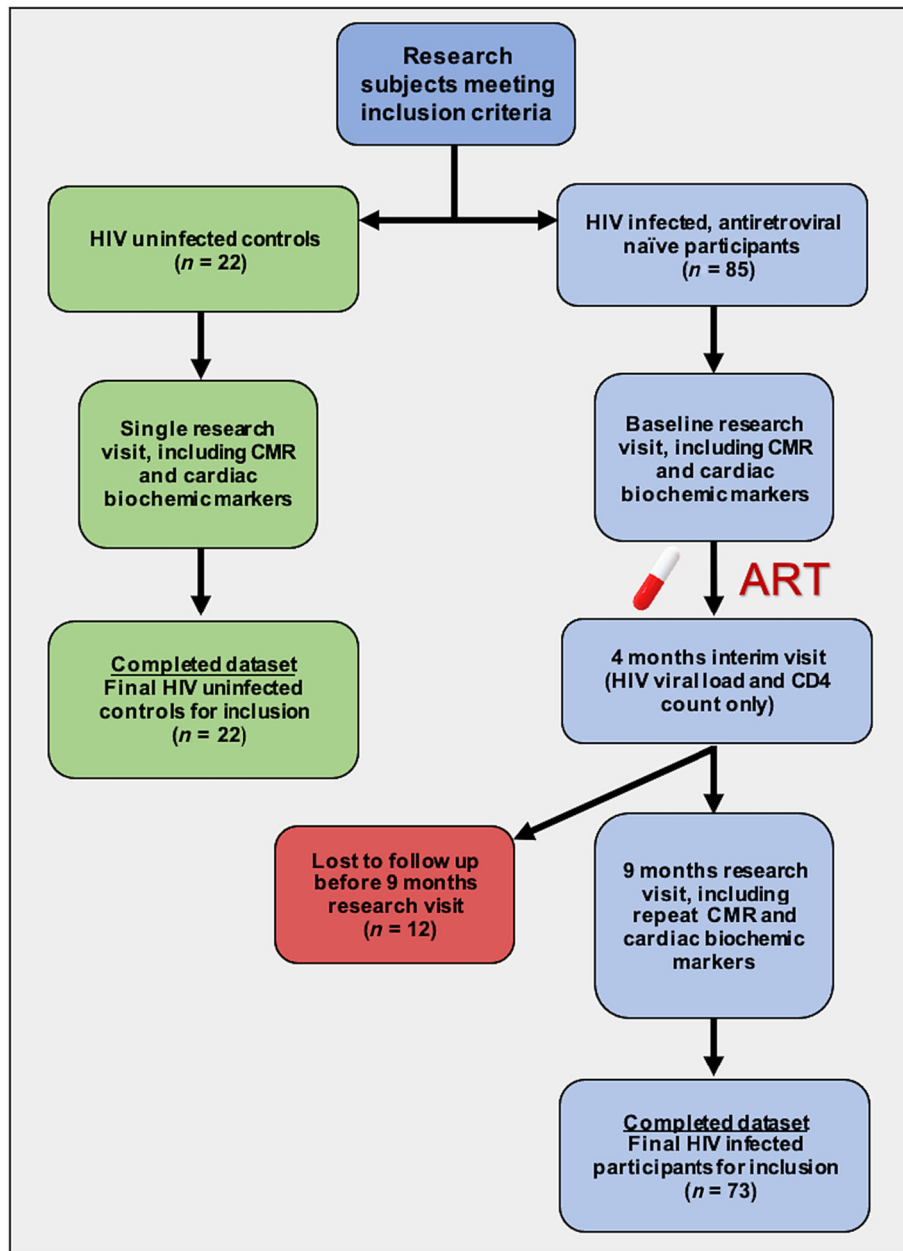 Research
subjects meeting
inclusion criteria
HIV uninfected controls
(n = 22)
HIV infected, antiretroviral
naïve participants
(n = 85)
Single research
visit, including CMR
and cardiac
biochemic markers
Baseline research
visit, including CMR
and cardiac
biochemic markers
ART
Completed dataset
Final HIV uninfected
controls for inclusion
(n = 22)
4 months interim visit
(HIV viral load and CD4
count only)
Lost to follow up
before 9 months
research visit
(n = 12)
9 months research
visit, including
repeat CMR and
cardiac biochemic
markers
Completed dataset
Final HIV infected
participants for inclusion
(n = 73)